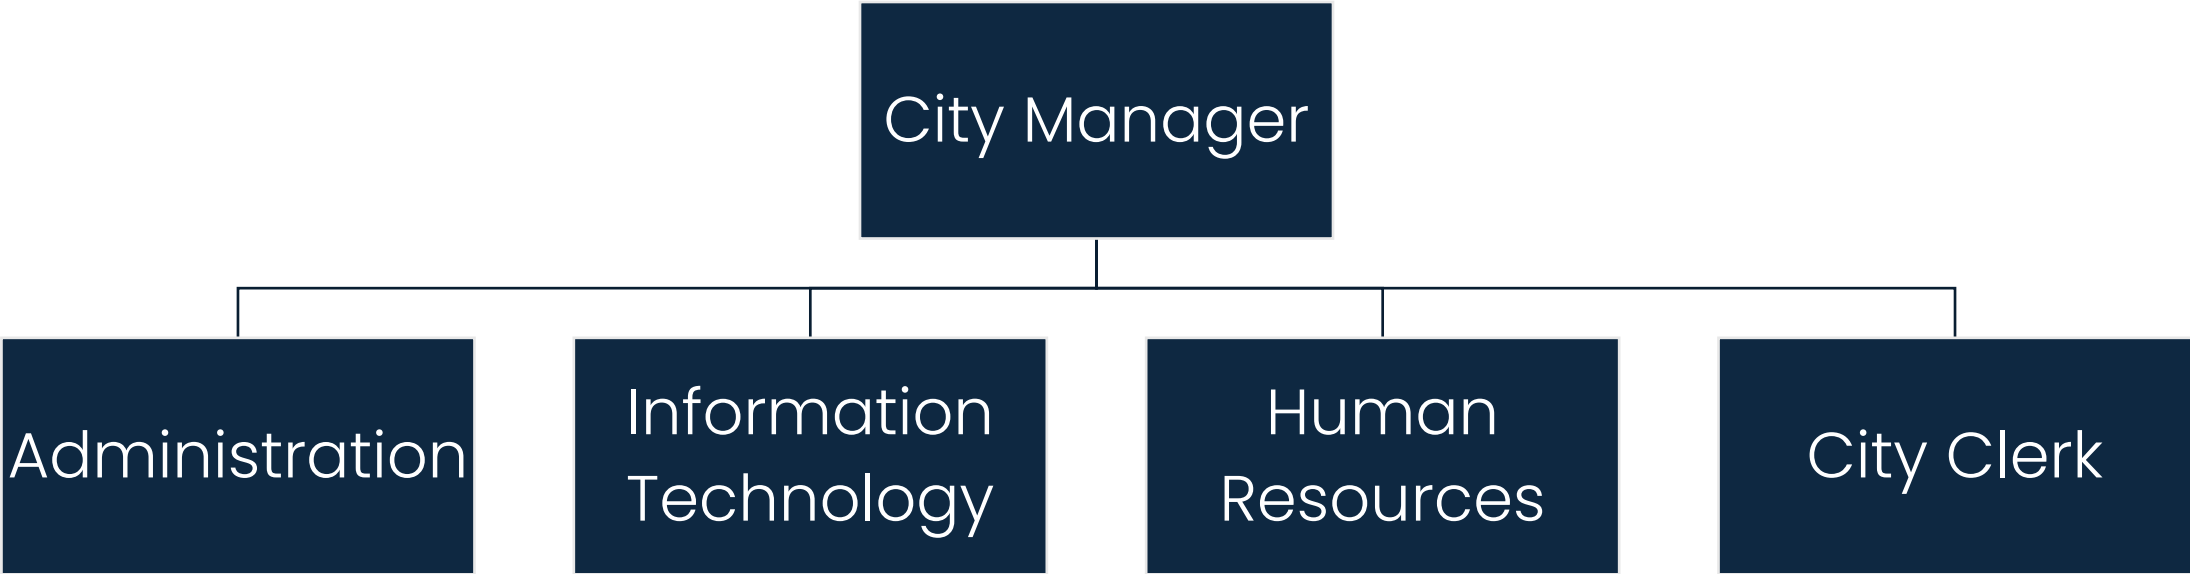 City Manager
Administration
Information
Technology
Human
Resources
City Clerk